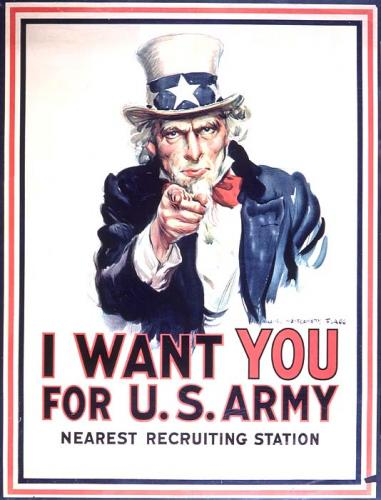 I WANT YOU
FOR U.S. ARMY
NEAREST RECRUITING STATION